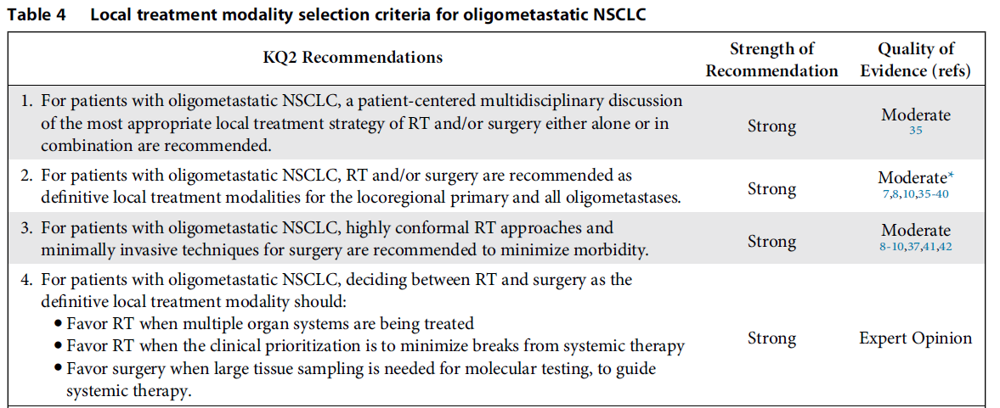 Table 4 Local treatment modality selection criteria for oligometastatic NSCLC
KQ2 Recommendations
Strength of
Recommendation
Quality of
Evidence (refs)
1. For patients with oligometastatic NSCLC, a patient-centered multidisciplinary discussion
of the most appropriate local treatment strategy of RT and/or surgery either alone or in
combination are recommended.
Strong
Moderate
35
2. For patients with oligometastatic NSCLC, RT and/or surgery are recommended as
definitive local treatment modalities for the locoregional primary and all oligometastases.
Strong
Moderate*
7,8,10,35-40
3. For patients with oligometastatic NSCLC, highly conformal RT approaches and
minimally invasive techniques for surgery are recommended to minimize morbidity.
Strong
Moderate
8-10,37,41,42
4. For patients with oligometastatic NSCLC, deciding between RT and surgery as the
definitive local treatment modality should:
• Favor RT when multiple organ systems are being treated
• Favor RT when the clinical prioritization is to minimize breaks from systemic therapy
• Favor surgery when large tissue sampling is needed for molecular testing, to guide
systemic therapy.
Strong
Expert Opinion